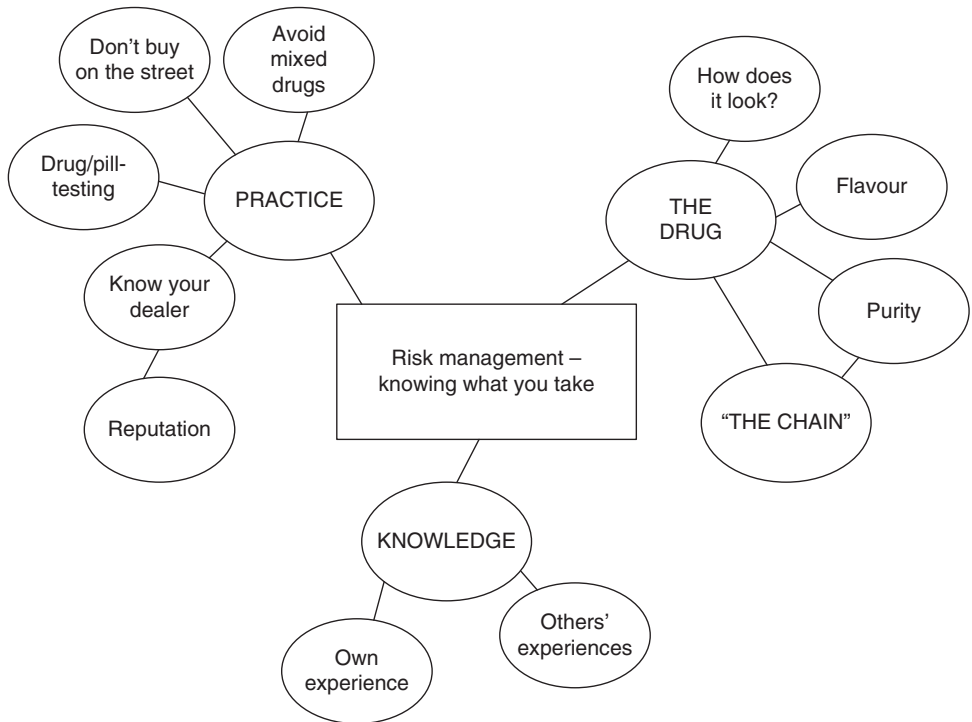 Don’t buy
on the street
Avoid
mixed
drugs
How does
it look?
Drug/pill-
testing
PRACTICE
THE
DRUG
Flavour
Know your
dealer
Purity
Risk management –
knowing what you take
Reputation
“THE CHAIN”
KNOWLEDGE
Own
experience
Others’
experiences